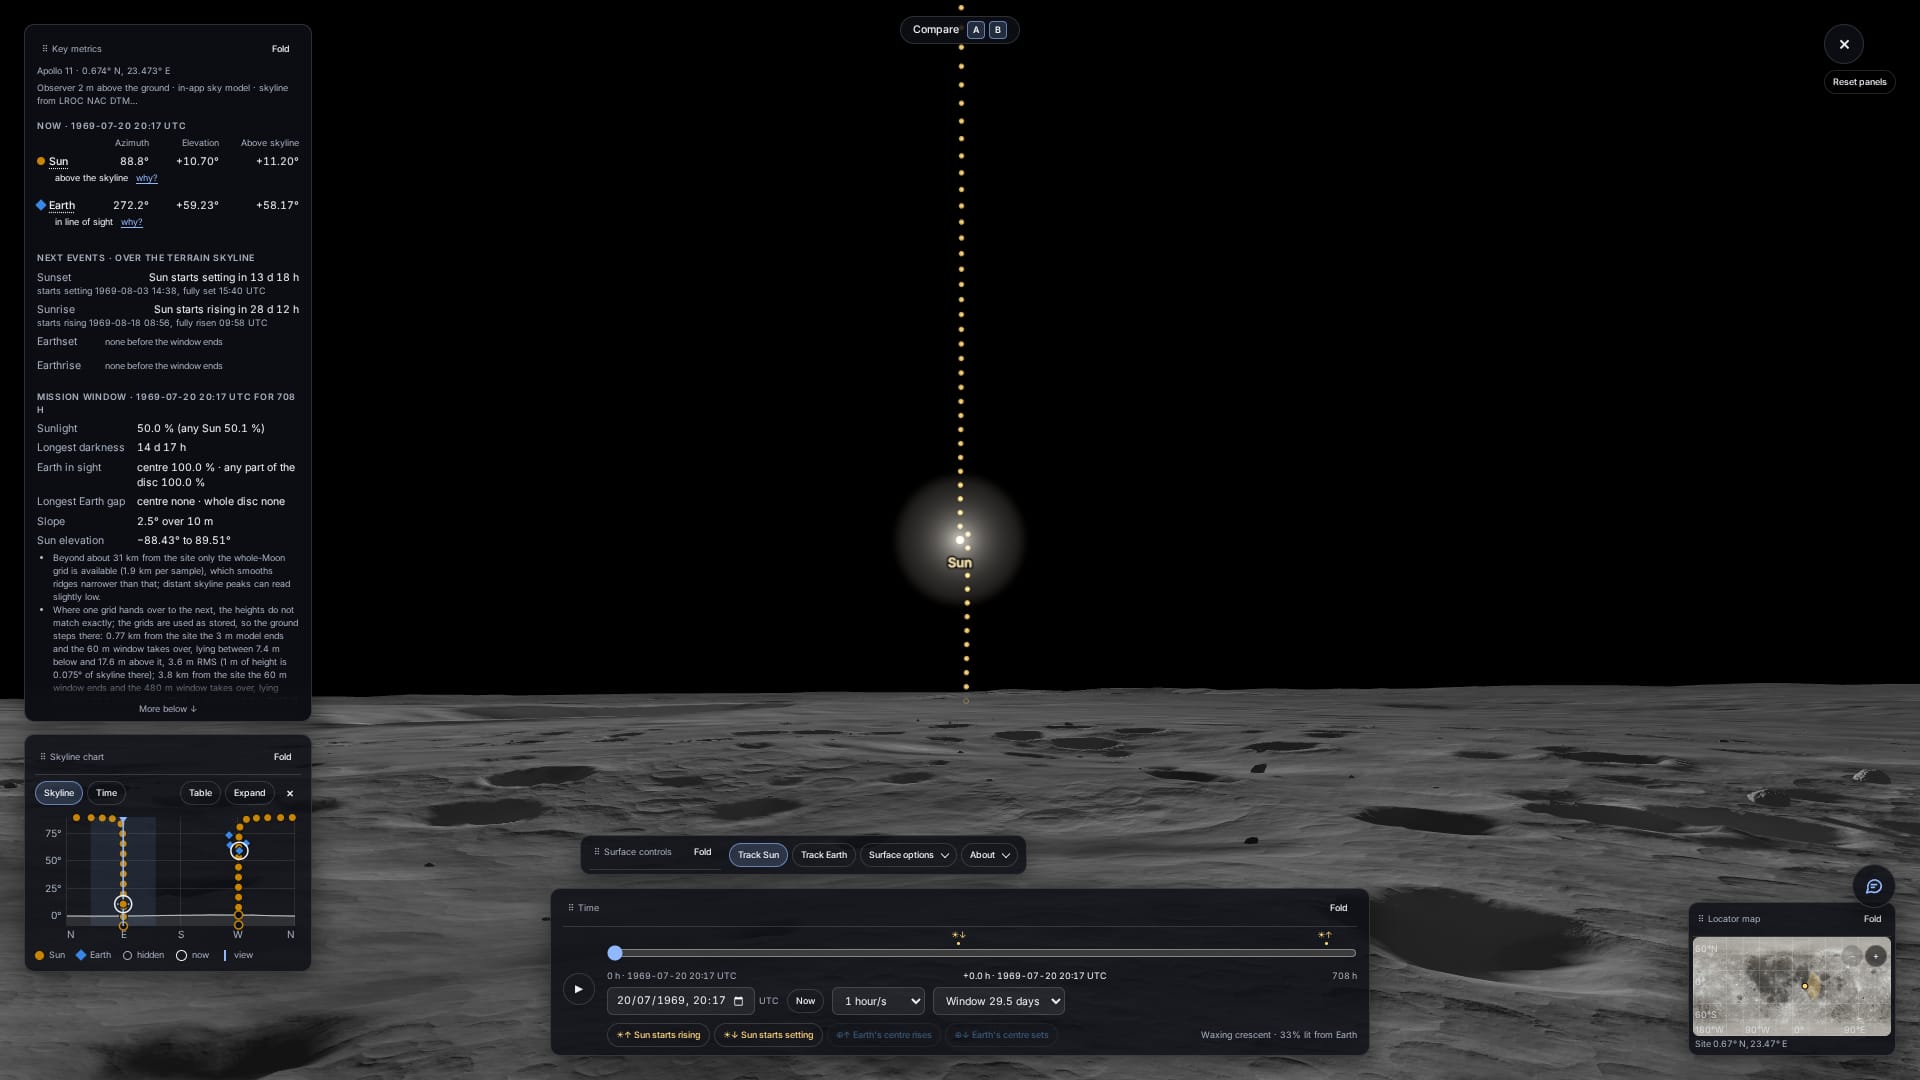 Compare A B
Reset panels
Key metrics Fold
Apollo 11 · 0.674° N, 23.473° E
Observer 2 m above the ground · in-app sky model · skyline
from LROC NAC DTM...
NOW · 1969-07-20 20:17 UTC
Azimuth Elevation Above skyline
Sun 88.8° +10.70° +11.20°
above the skyline why?
Earth 272.2° +59.23° +58.17°
in line of sight why?
NEXT EVENTS · OVER THE TERRAIN SKYLINE
Sunset Sun starts setting in 13 d 18 h
starts setting 1969-08-03 14:38, fully set 15:40 UTC
Sunrise Sun starts rising in 28 d 12 h
starts rising 1969-08-18 08:56, fully risen 09:58 UTC
Earthset none before the window ends
Earthrise none before the window ends
MISSION WINDOW · 1969-07-20 20:17 UTC FOR 708
H
Sunlight 50.0 % (any Sun 50.1 %)
Longest darkness 14 d 17 h
Earth in sight centre 100.0 % · any part of the
disc 100.0 %
Longest Earth gap centre none · whole disc none
Slope 2.5° over 10 m
Sun elevation −88.43° to 89.51°
• Beyond about 31 km from the site only the whole-Moon
grid is available (1.9 km per sample), which smooths
ridges narrower than that; distant skyline peaks can read
slightly low.
• Where one grid hands over to the next, the heights do not
match exactly; the grids are used as stored, so the ground
steps there: 0.77 km from the site the 3 m model ends
and the 60 m window takes over, lying between 7.4 m
below and 17.6 m above it, 3.6 m RMS (1 m of height is
0.075° of skyline there); 3.8 km from the site the 60 m
window ends and the 480 m window takes over, lying
More below ↓
Sun
Skyline chart Fold
Skyline Time Table Expand ×
75°
50°
25°
0°
N E S W N
Sun Earth hidden now view
Surface controls Fold Track Sun Track Earth Surface options About
Time Fold
☀↓ ☀↑
0 h · 1969-07-20 20:17 UTC +0.0 h · 1969-07-20 20:17 UTC 708 h
20/07/1969, 20:17 UTC Now 1 hour/s Window 29.5 days
☀↑ Sun starts rising ☀↓ Sun starts setting ⊕↑ Earth's centre rises ⊕↓ Earth's centre sets Waxing crescent · 33% lit from Earth
Locator map Fold
60°N
0°
60°S
180°W 90°W 0° 90°E
− +
Site 0.67° N, 23.47° E